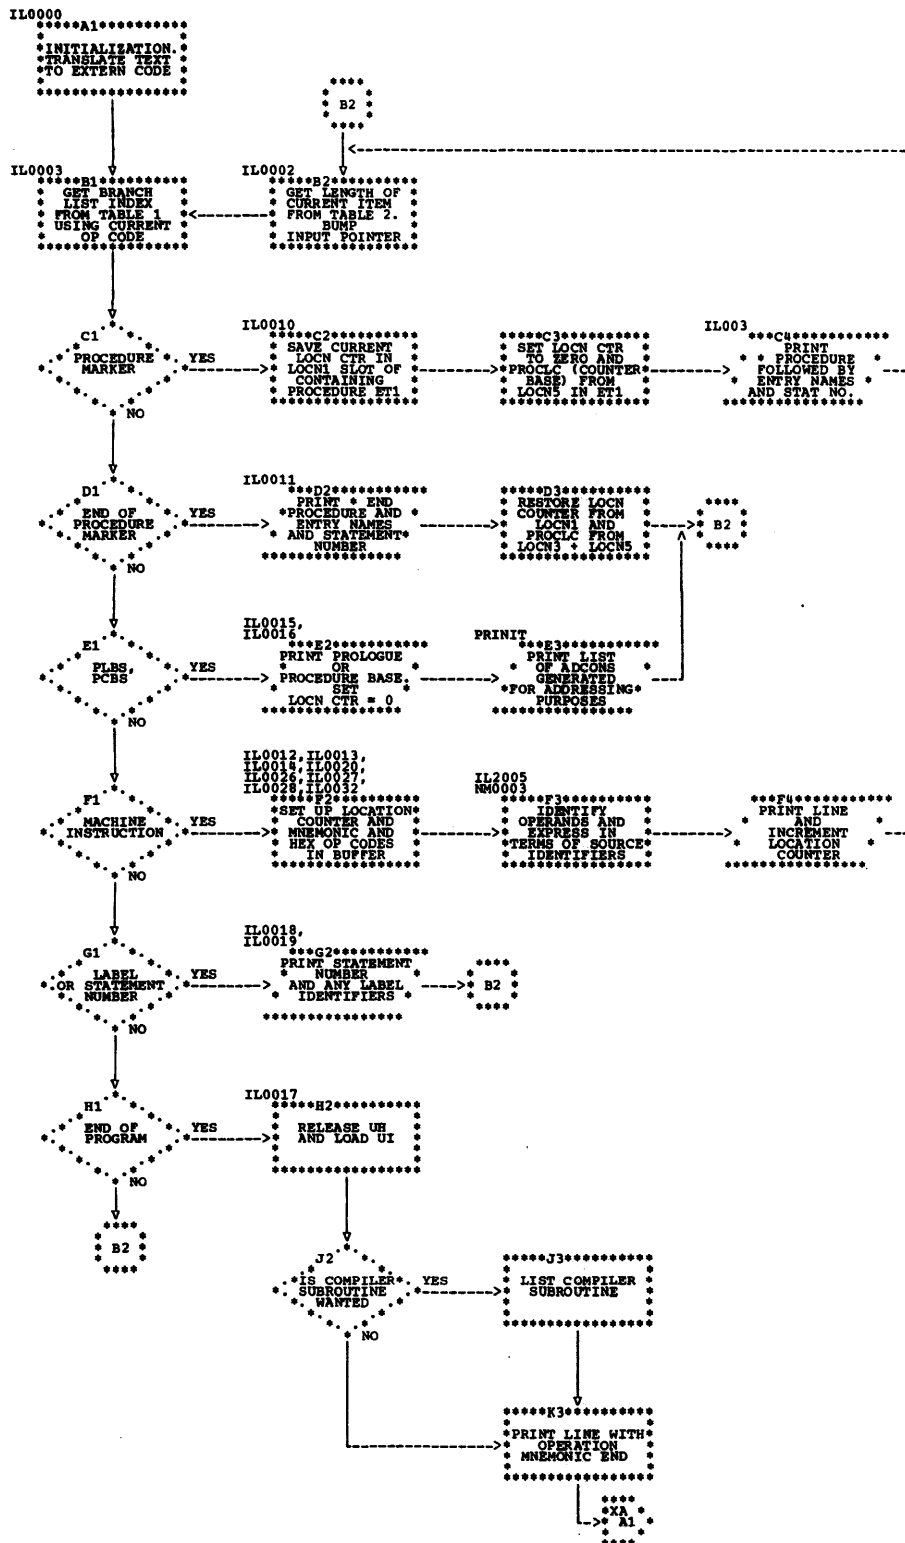 IL0000
A1
INITIALIZATION.
TRANSLATE TEXT
TO EXTERN CODE
B2
IL0003
B1
GET BRANCH
LIST INDEX
FROM TABLE 1
USING CURRENT
OP CODE
IL0002
B2
GET LENGTH OF
CURRENT ITEM
FROM TABLE 2.
BUMP
INPUT POINTER
C1
PROCEDURE
MARKER
YES
NO
IL0010
C2
SAVE CURRENT
LOCN CTR IN
LOCN1 SLOT OF
CONTAINING
PROCEDURE ET1
C3
SET LOCN CTR
TO ZERO AND
PROCLC (COUNTER
BASE) FROM
LOCN5 IN ET1
IL003
C4
PRINT
* PROCEDURE
FOLLOWED BY
ENTRY NAMES
AND STAT NO.
D1
END OF
PROCEDURE
MARKER
YES
NO
IL0011
D2
PRINT * END
PROCEDURE AND
ENTRY NAMES
AND STATEMENT
NUMBER
D3
RESTORE LOCN
COUNTER FROM
LOCN1 AND
PROCLC FROM
LOCN3 + LOCN5
B2
E1
PLBS,
PCBS
YES
NO
IL0015,
IL0016
E2
PRINT PROLOGUE
OR
PROCEDURE BASE.
SET
LOCN CTR = 0
PRINIT
E3
PRINT LIST
OF ADCONS
GENERATED
FOR ADDRESSING
PURPOSES
F1
MACHINE
INSTRUCTION
YES
NO
IL0012,IL0013,
IL0014,IL0020,
IL0026,IL0027,
IL0028,IL0032
F2
SET UP LOCATION
COUNTER AND
MNEMONIC AND
HEX OP CODES
IN BUFFER
IL2005
NM0003
F3
IDENTIFY
OPERANDS AND
EXPRESS IN
TERMS OF SOURCE
IDENTIFIERS
F4
PRINT LINE
AND
INCREMENT
LOCATION
COUNTER
G1
LABEL
OR STATEMENT
NUMBER
YES
NO
IL0018,
IL0019
G2
PRINT STATEMENT
NUMBER
AND ANY LABEL
IDENTIFIERS
B2
H1
END OF
PROGRAM
YES
NO
IL0017
H2
RELEASE UH
AND LOAD UI
B2
J2
IS COMPILER
SUBROUTINE
WANTED
YES
NO
J3
LIST COMPILER
SUBROUTINE
K3
PRINT LINE WITH
OPERATION
MNEMONIC END
XA
A1